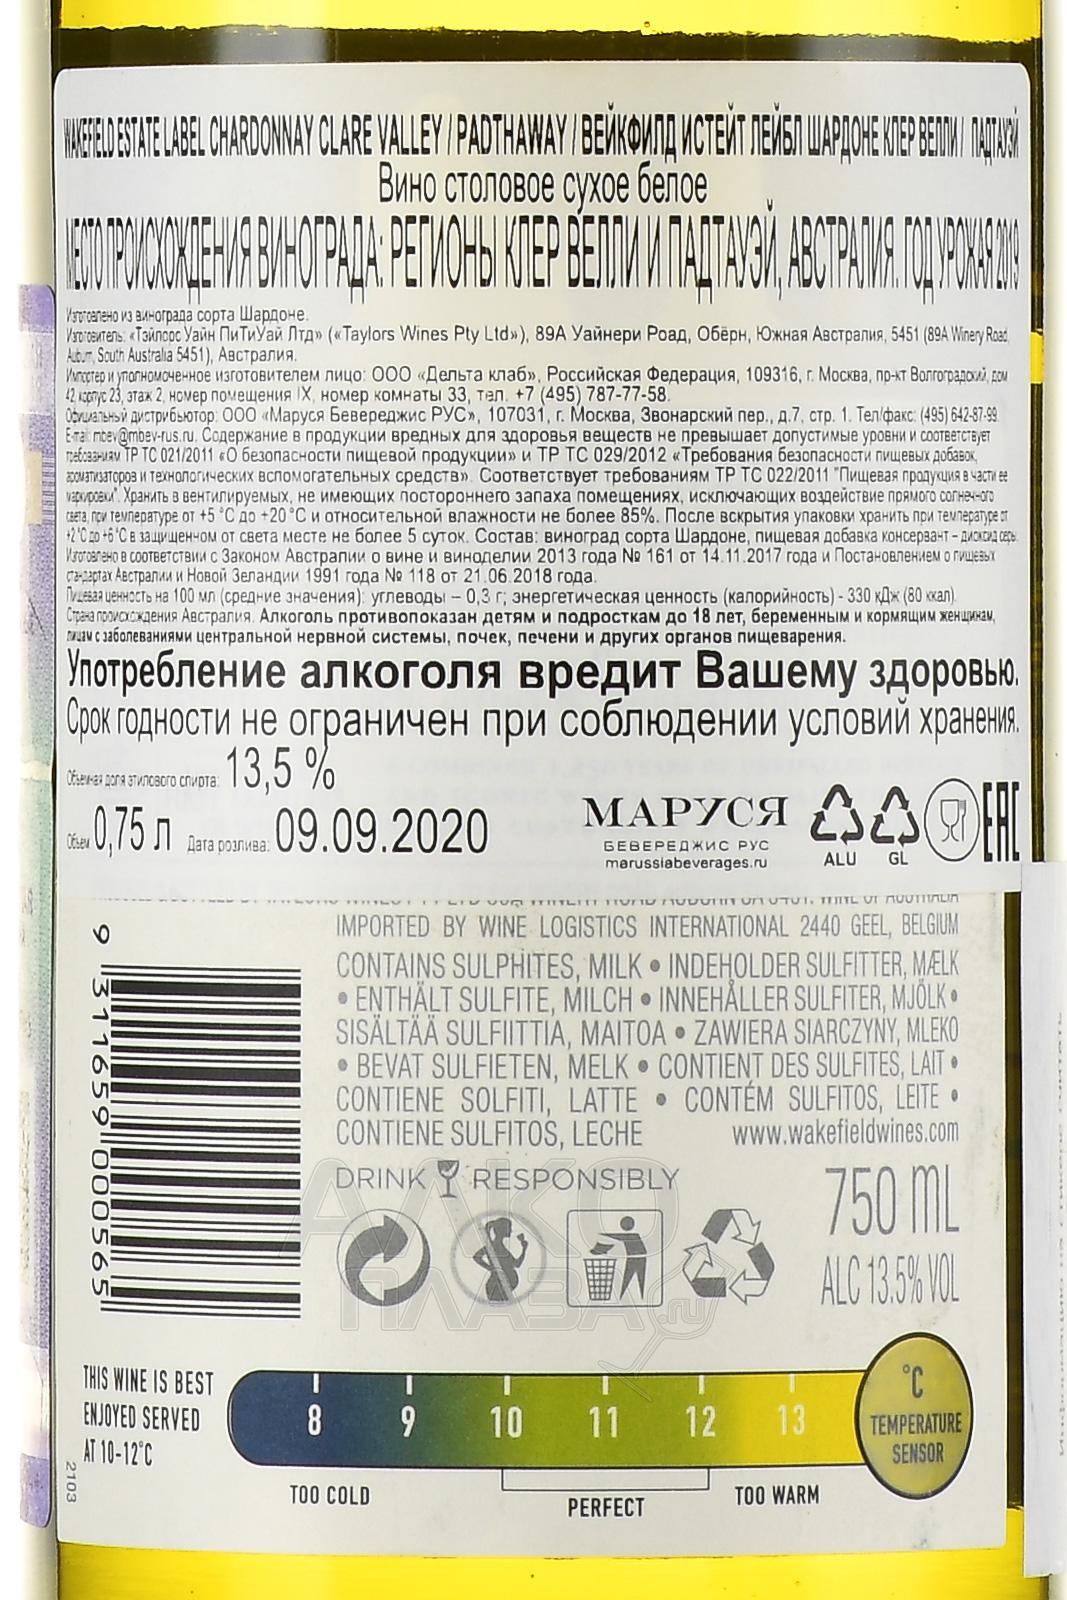 WAKEFIELD ESTATE LABEL CHARDONNAY CLARE VALLEY / PADTHAWAY / ВЕЙКФИЛД ИСТЕЙТ ЛЕЙБЛ ШАРДОНЕ КЛЕР ВЕЛЛИ / ПАДТАУЭЙ
Вино столовое сухое белое
МЕСТО ПРОИСХОЖДЕНИЯ ВИНОГРАДА: РЕГИОНЫ КЛЕР ВЕЛЛИ И ПАДТАУЭЙ, АВСТРАЛИЯ. ГОД УРОЖАЯ 2019
Изготовлено из винограда сорта Шардоне.
Изготовитель: «Тэйлорс Уайн ПиТиУай Лтд» («Taylors Wines Pty Ltd»), 89А Уайнери Роад, Обёрн, Южная Австралия, 5451 (89A Winery Road,
Auburn, South Australia 5451), Австралия.
Импортер и уполномоченное изготовителем лицо: ООО «Дельта клаб», Российская Федерация, 109316, г. Москва, пр-кт Волгоградский, дом
42, корпус 23, этаж 2, номер помещения IX, номер комнаты 33, тел. +7 (495) 787-77-58.
Официальный дистрибьютор: ООО «Маруся Бевереджис РУС», 107031, г. Москва, Звонарский пер., д.7, стр. 1. Тел/факс: (495) 642-87-99.
E-mail: mbev@mbev-rus.ru. Содержание в продукции вредных для здоровья веществ не превышает допустимые уровни и соответствует
требованиям ТР ТС 021/2011 «О безопасности пищевой продукции» и ТР ТС 029/2012 «Требования безопасности пищевых добавок,
ароматизаторов и технологических вспомогательных средств». Соответствует требованиям ТР ТС 022/2011 "Пищевая продукция в части ее
маркировки". Хранить в вентилируемых, не имеющих постороннего запаха помещениях, исключающих воздействие прямого солнечного
света, при температуре от +5 °С до +20 °С и относительной влажности не более 85%. После вскрытия упаковки хранить при температуре от
+2 °С до +6 °С в защищенном от света месте не более 5 суток. Состав: виноград сорта Шардоне, пищевая добавка консервант – диоксид серы.
Изготовлено в соответствии с Законом Австралии о вине и виноделии 2013 года № 161 от 14.11.2017 года и Постановлением о пищевых
стандартах Австралии и Новой Зеландии 1991 года № 118 от 21.06.2018 года.
Пищевая ценность на 100 мл (средние значения): углеводы – 0,3 г; энергетическая ценность (калорийность) - 330 кДж (80 ккал).
Страна происхождения Австралия. Алкоголь противопоказан детям и подросткам до 18 лет, беременным и кормящим женщинам,
лицам с заболеваниями центральной нервной системы, почек, печени и других органов пищеварения.
Употребление алкоголя вредит Вашему здоровью.
Срок годности не ограничен при соблюдении условий хранения.
Объемная доля этилового спирта: 13,5 %
Объем 0,75 л Дата розлива: 09.09.2020
МАРУСЯ
БЕВЕРЕДЖИС РУС
marussiabeverages.ru
ALU GL
EAC
IMPORTED BY WINE LOGISTICS INTERNATIONAL 2440 GEEL, BELGIUM
CONTAINS SULPHITES, MILK • INDEHOLDER SULFITTER, MÆLK
• ENTHÄLT SULFITE, MILCH • INNEHÅLLER SULFITER, MJÖLK •
SISÄLTÄÄ SULFIITTIA, MAITOA • ZAWIERA SIARCZYNY, MLEKO
• BEVAT SULFIETEN, MELK • CONTIENT DES SULFITES, LAIT •
CONTIENE SOLFITI, LATTE • CONTÉM SULFITOS, LEITE •
CONTIENE SULFITOS, LECHE www.wakefieldwines.com
9 311659 000565
DRINK RESPONSIBLY
750 mL
ALC 13.5% VOL
АЛКО
ПЛАЗА.ru
THIS WINE IS BEST
ENJOYED SERVED
AT 10-12°C
2103
8 9 10 11 12 13
°C
TEMPERATURE
SENSOR
TOO COLD
PERFECT
TOO WARM